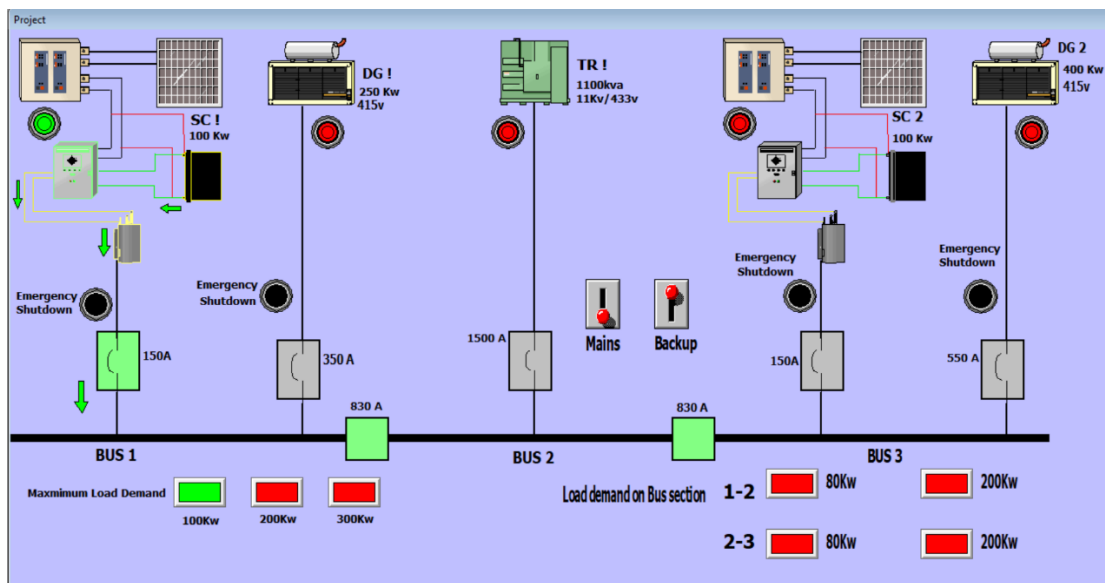 Project
SC !
100 Kw
DG !
250 Kw
415v
TR !
1100kva
11Kv/433v
SC 2
100 Kw
DG 2
400 Kw
415v
Emergency
Shutdown
Emergency
Shutdown
Emergency
Shutdown
Emergency
Shutdown
Mains
Backup
150A
350 A
1500 A
150A
550 A
830 A
830 A
BUS 1
BUS 2
BUS 3
Maxmimum Load Demand
100Kw
200Kw
300Kw
Load demand on Bus section
1-2
80Kw
200Kw
2-3
80Kw
200Kw